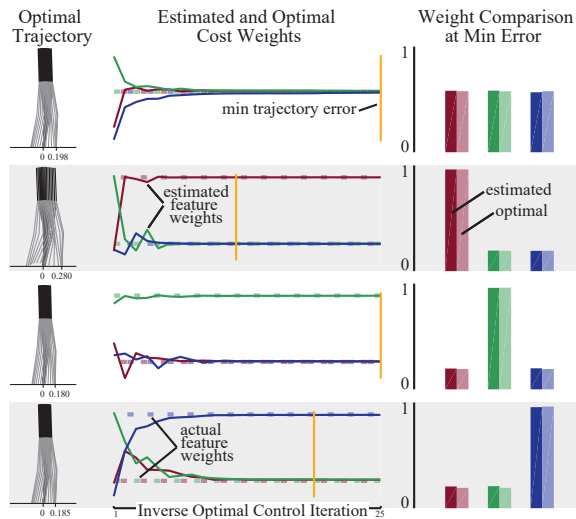 Optimal
Trajectory
Estimated and Optimal
Cost Weights
Weight Comparison
at Min Error
1
min trajectory error
0
0 0.198
1
estimated
feature
weights
estimated
optimal
0
0 0.280
1
0
0 0.180
1
actual
feature
weights
0
0 0.185
1 Inverse Optimal Control Iteration 25